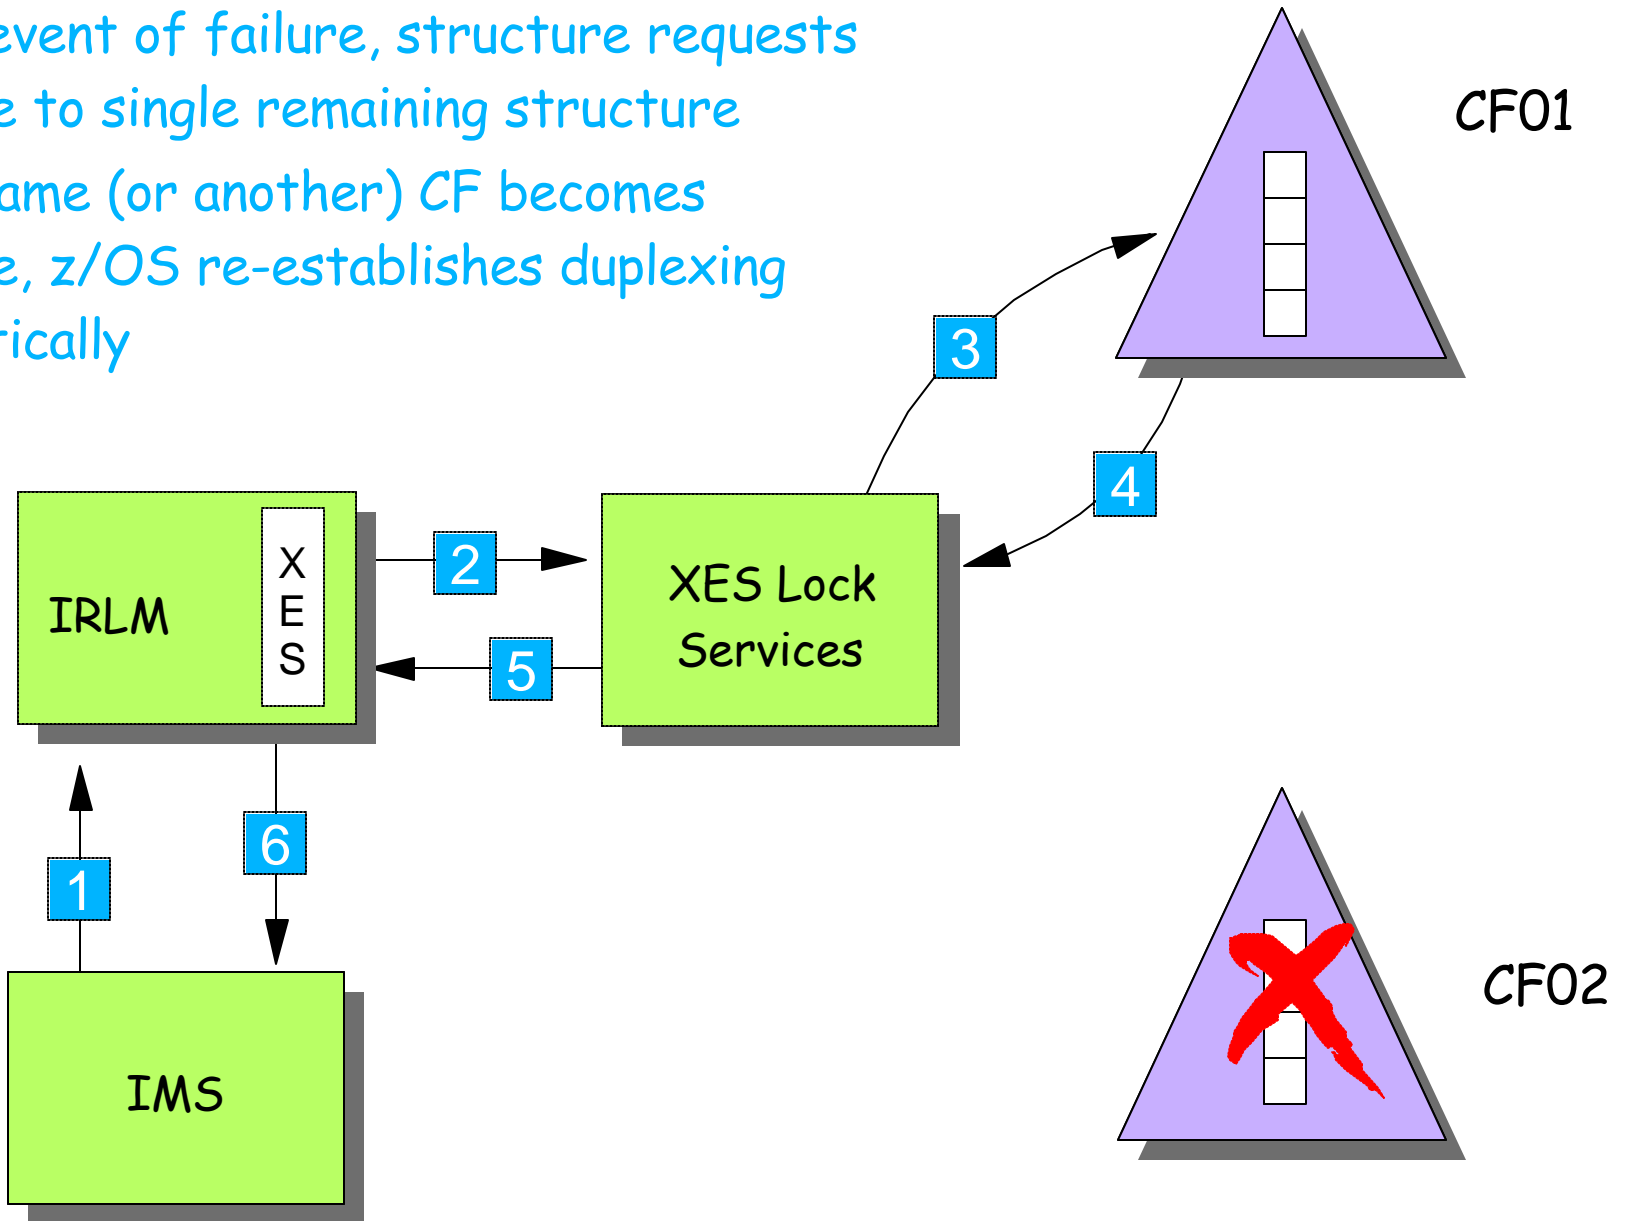 event of failure, structure requests
e to single remaining structure
ame (or another) CF becomes
e, z/OS re-establishes duplexing
tically
CF01
3
4
2
XES Lock
Services
IRLM
X
E
S
5
6
1
IMS
CF02